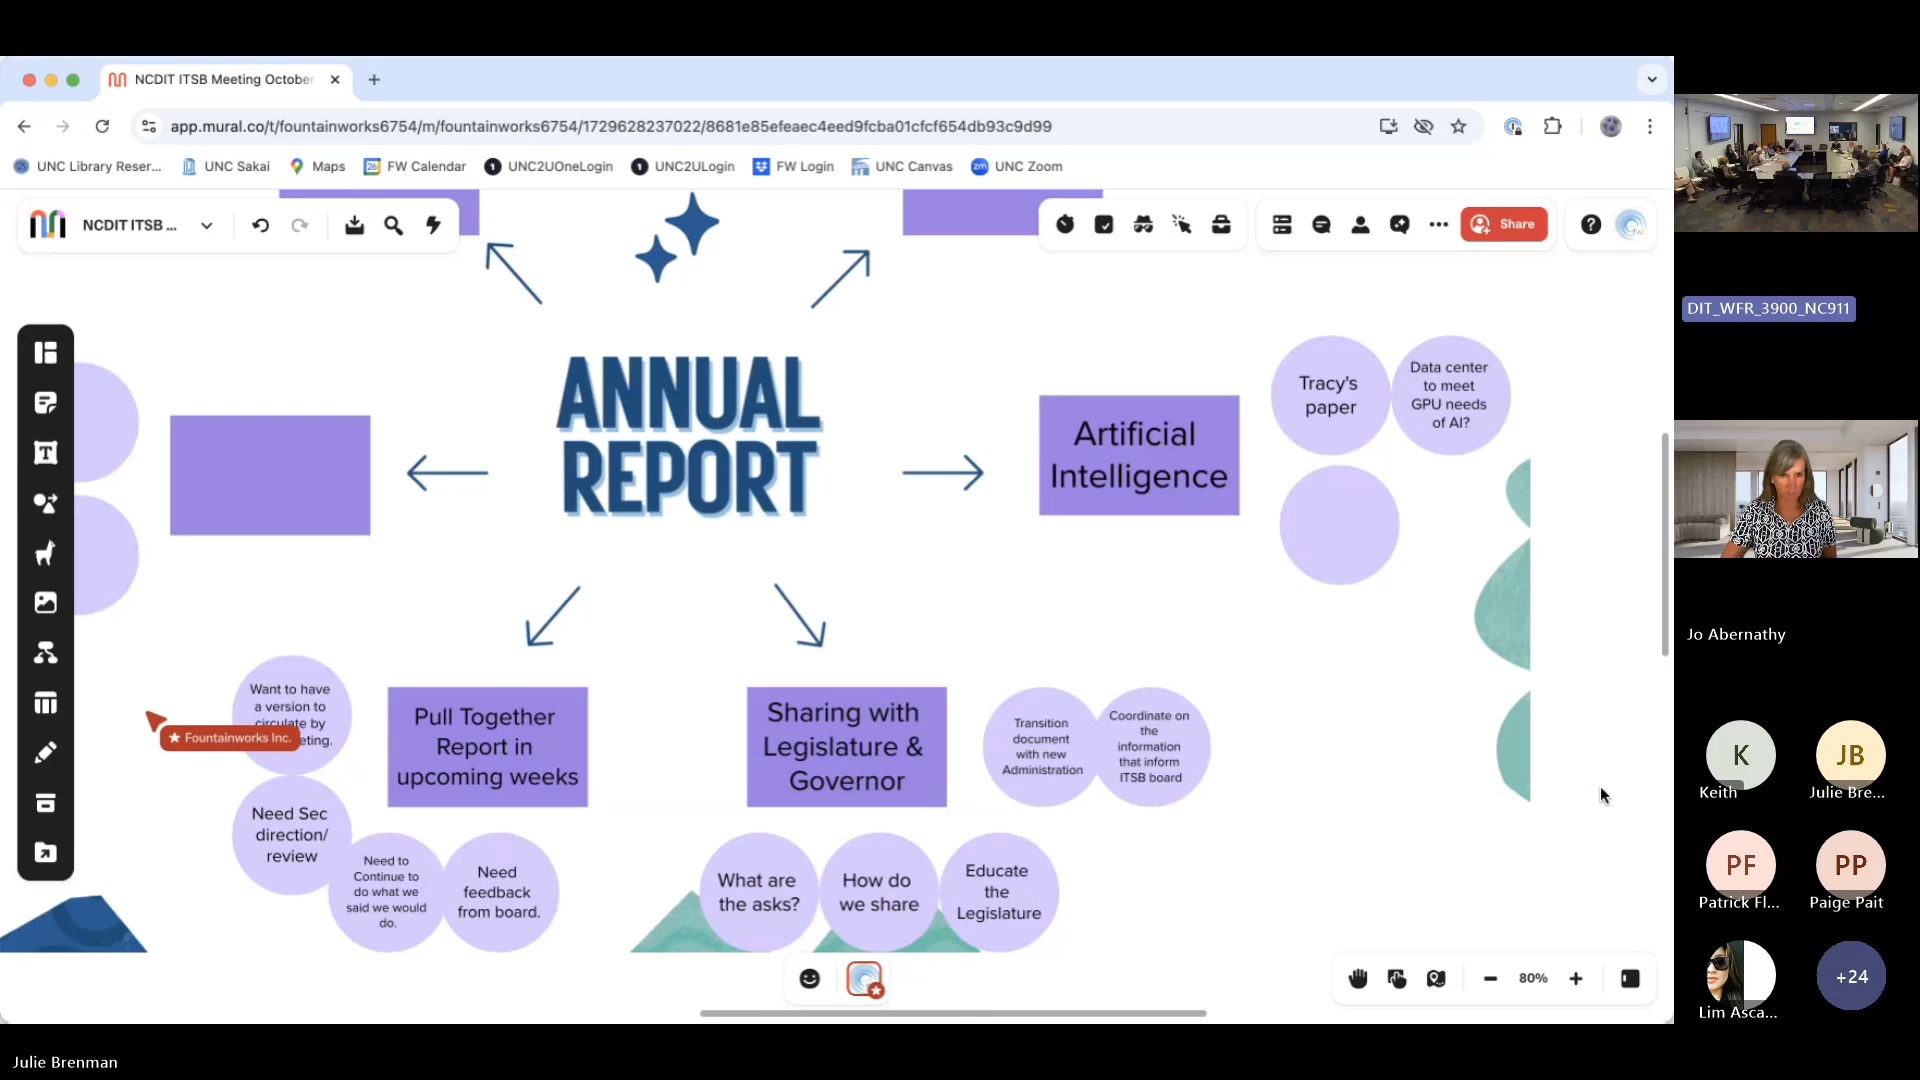 NCDIT ITSB Meeting October
app.mural.co/t/fountainworks6754/m/fountainworks6754/1729628237022/8681e85efeaec4eed9fcba01cfcf654db93c9d99
UNC Library Reser...
UNC Sakai
Maps
FW Calendar
UNC2UOneLogin
UNC2ULogin
FW Login
UNC Canvas
UNC Zoom
NCDIT ITSB ...
Share
ANNUAL
REPORT
Artificial
Intelligence
Tracy's
paper
Data center
to meet
GPU needs
of AI?
Want to have
a version to
circulate by
eting.
Fountainworks Inc.
Need Sec
direction/
review
Need to
Continue to
do what we
said we would
do.
Need
feedback
from board.
Pull Together
Report in
upcoming weeks
Sharing with
Legislature &
Governor
Transition
document
with new
Administration
Coordinate on
the
information
that inform
ITSB board
What are
the asks?
How do
we share
Educate
the
Legislature
80%
DIT_WFR_3900_NC911
Jo Abernathy
K
Keith
JB
Julie Bre...
PF
Patrick Fl...
PP
Paige Pait
Lim Asca...
+24
Julie Brenman